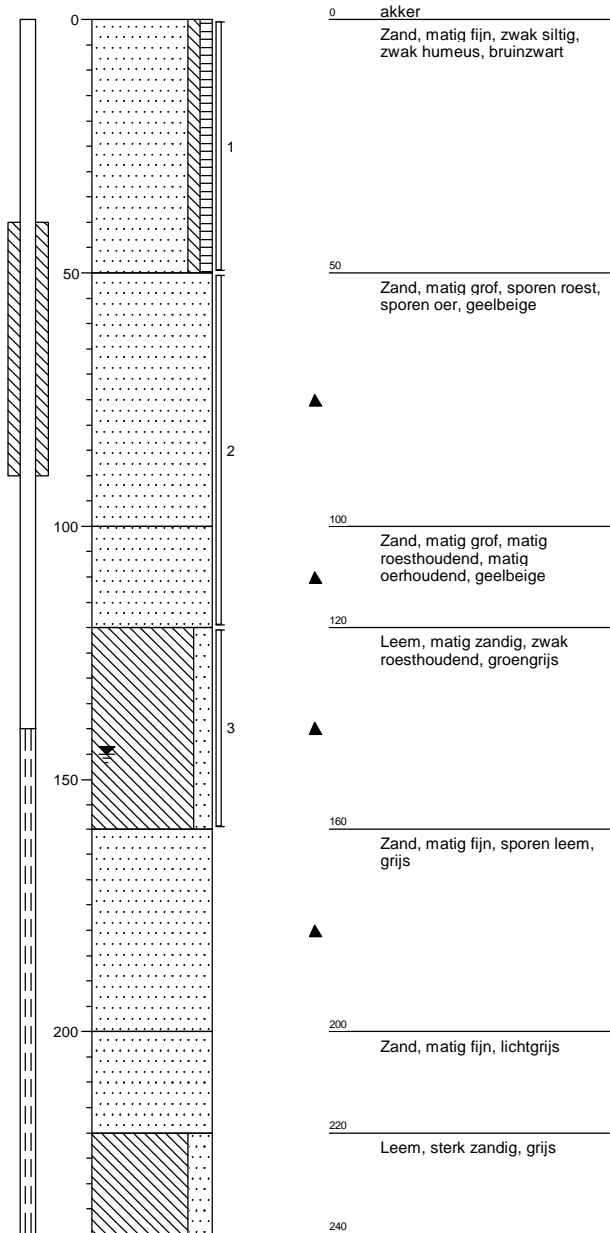 0
50
100
150
200
1
2
3
0
akker
Zand, matig fijn, zwak siltig,
zwak humeus, bruinzwart
50
Zand, matig grof, sporen roest,
sporen oer, geelbeige
100
Zand, matig grof, matig
roesthoudend, matig
oerhoudend, geelbeige
120
Leem, matig zandig, zwak
roesthoudend, groengrijs
160
Zand, matig fijn, sporen leem,
grijs
200
Zand, matig fijn, lichtgrijs
220
Leem, sterk zandig, grijs
240